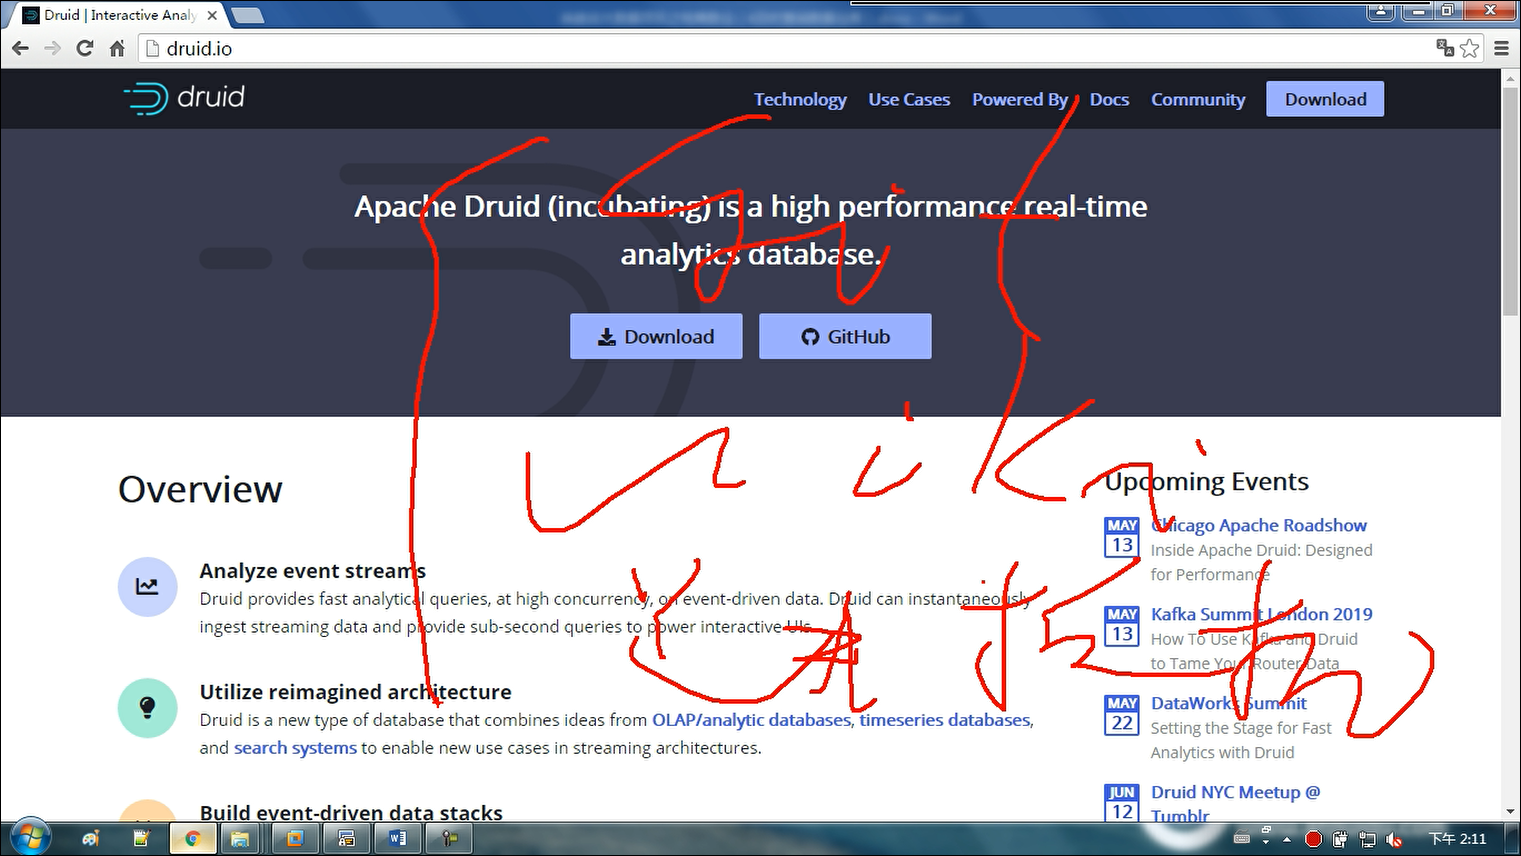 Druid | Interactive Analy
druid.io
druid
Technology Use Cases Powered By Docs Community Download
Apache Druid (incubating) is a high performance real-time
analytics database.
Download GitHub
Overview
Analyze event streams
Druid provides fast analytical queries, at high concurrency, on event-driven data. Druid can instantaneously
ingest streaming data and provide sub-second queries to power interactive UIs.
Utilize reimagined architecture
Druid is a new type of database that combines ideas from OLAP/analytic databases, timeseries databases,
and search systems to enable new use cases in streaming architectures.
Build event-driven data stacks
Upcoming Events
MAY
13
Chicago Apache Roadshow
Inside Apache Druid: Designed
for Performance
MAY
13
Kafka Summit London 2019
How To Use Kafka and Druid
to Tame Your Router Data
MAY
22
DataWorks Summit
Setting the Stage for Fast
Analytics with Druid
JUN
12
Druid NYC Meetup @
Tumblr
wiki
下午 2:11